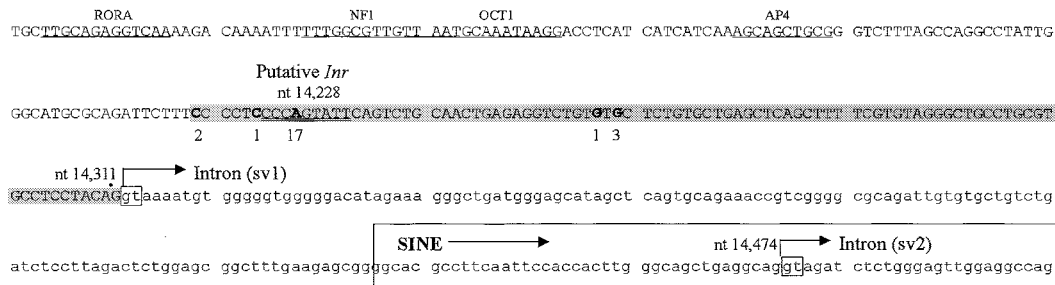 RORA NF1 OCT1 AP4
TGCTTGCAGAGGTCAAAAGA CAAAATTTTTTGGCGTTGTT AATGCAAATAAGGACCTCAT CATCATCAAAGCAGCTGCGG GTCTTTAGCCAGGCCTATTG
Putative Inr
nt 14,228
GGCATGCGCAGATTCTTTCC CCTCCCCAGTATTCAGTCTG CAACTGAGAGGTCTGTGTGC TCTGTGCTGAGCTCAGCTTT TCGTGTAGGGCTGCCTGCGT
2 1 17 1 3
nt 14,311 Intron (sv1)
GCCTCCTACAGgtaaaatgt gggggtgggggacatagaaa gggctgatgggagcatagct cagtgcagaaaccgtcgggg cgcagattgtgtgctgtctg
SINE nt 14,474 Intron (sv2)
atctccttagactctggagc ggctttgaagagcggggcac gccttcaattccaccacttg ggcagctgaggcaggtagat ctctgggagttggaggccag